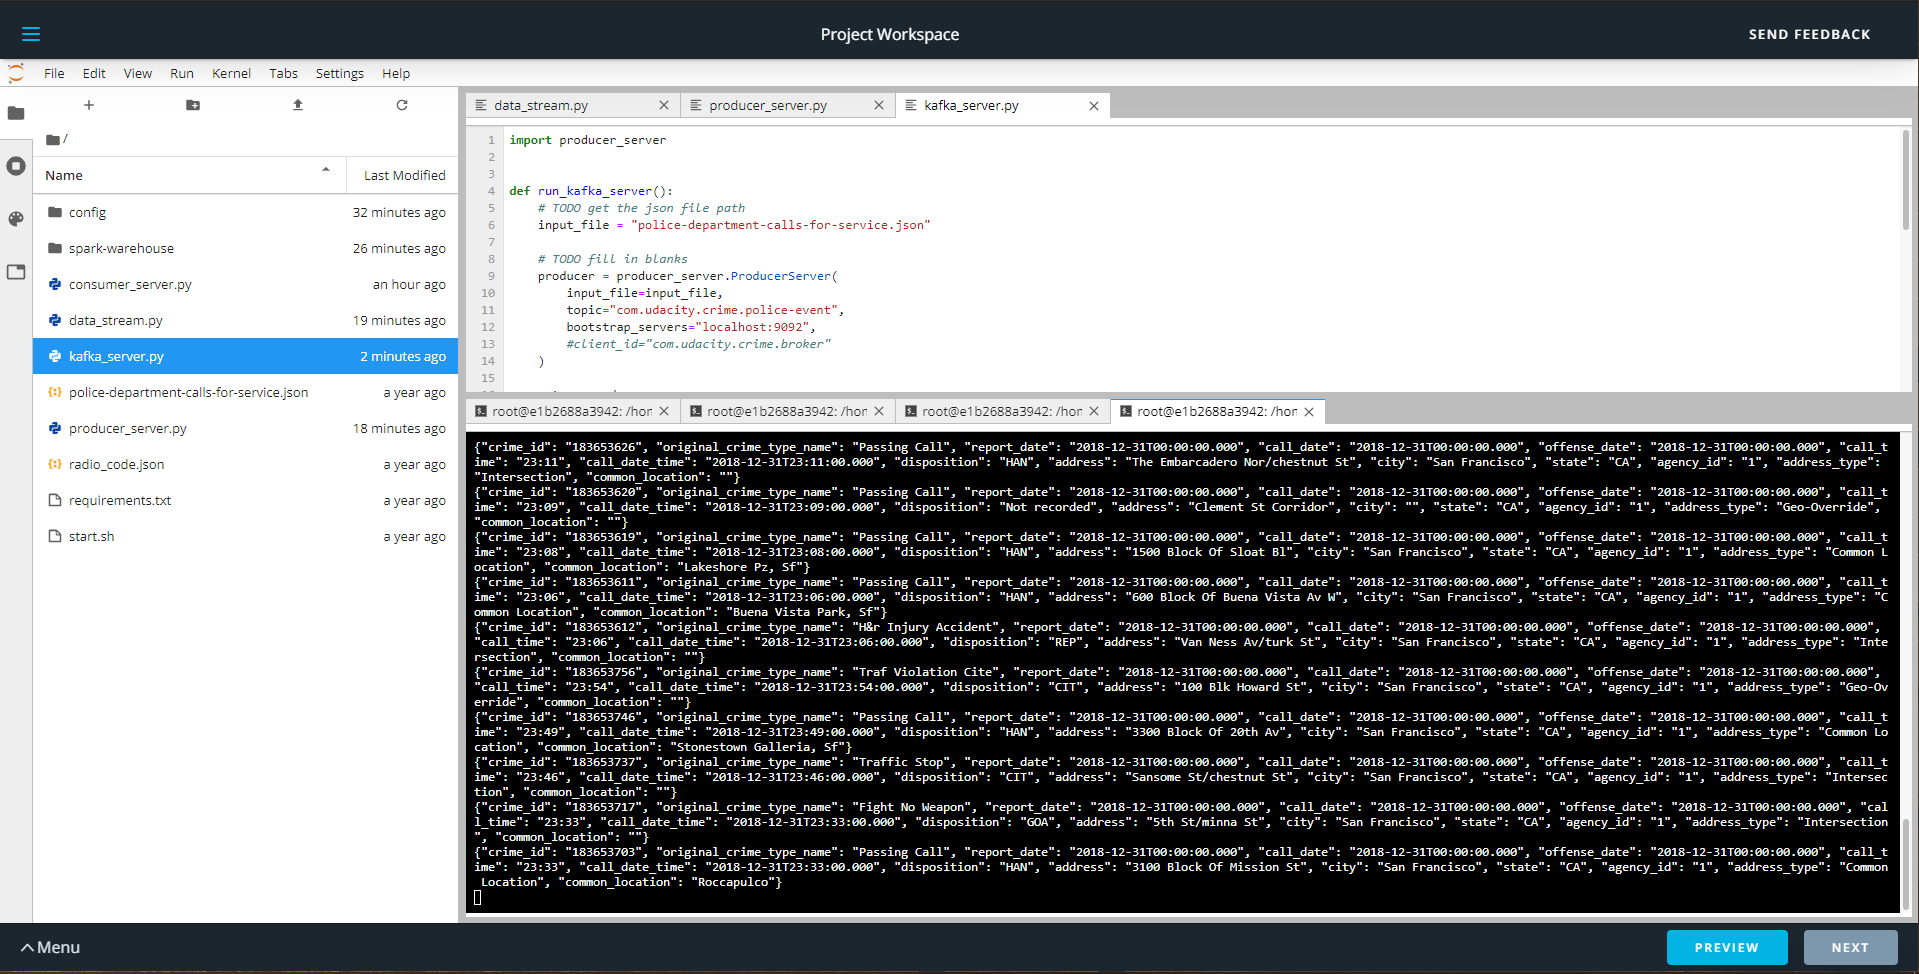 Project Workspace
SEND FEEDBACK
File Edit View Run Kernel Tabs Settings Help
/
Name Last Modified
config 32 minutes ago
spark-warehouse 26 minutes ago
consumer_server.py an hour ago
data_stream.py 19 minutes ago
kafka_server.py 2 minutes ago
police-department-calls-for-service.json a year ago
producer_server.py 18 minutes ago
radio_code.json a year ago
requirements.txt a year ago
start.sh a year ago
data_stream.py producer_server.py kafka_server.py
1 import producer_server
2
3
4 def run_kafka_server():
5 # TODO get the json file path
6 input_file = "police-department-calls-for-service.json"
7
8 # TODO fill in blanks
9 producer = producer_server.ProducerServer(
10 input_file=input_file,
11 topic="com.udacity.crime.police-event",
12 bootstrap_servers="localhost:9092",
13 #client_id="com.udacity.crime.broker"
14 )
15
root@e1b2688a3942: /hon root@e1b2688a3942: /hon root@e1b2688a3942: /hon root@e1b2688a3942: /hon
{"crime_id": "183653626", "original_crime_type_name": "Passing Call", "report_date": "2018-12-31T00:00:00.000", "call_date": "2018-12-31T00:00:00.000", "offense_date": "2018-12-31T00:00:00.000", "call_t
ime": "23:11", "call_date_time": "2018-12-31T23:11:00.000", "disposition": "HAN", "address": "The Embarcadero Nor/chestnut St", "city": "San Francisco", "state": "CA", "agency_id": "1", "address_type":
"Intersection", "common_location": ""}
{"crime_id": "183653620", "original_crime_type_name": "Passing Call", "report_date": "2018-12-31T00:00:00.000", "call_date": "2018-12-31T00:00:00.000", "offense_date": "2018-12-31T00:00:00.000", "call_t
ime": "23:09", "call_date_time": "2018-12-31T23:09:00.000", "disposition": "Not recorded", "address": "Clement St Corridor", "city": "", "state": "CA", "agency_id": "1", "address_type": "Geo-Override",
"common_location": ""}
{"crime_id": "183653619", "original_crime_type_name": "Passing Call", "report_date": "2018-12-31T00:00:00.000", "call_date": "2018-12-31T00:00:00.000", "offense_date": "2018-12-31T00:00:00.000", "call_t
ime": "23:08", "call_date_time": "2018-12-31T23:08:00.000", "disposition": "HAN", "address": "1500 Block Of Sloat Bl", "city": "San Francisco", "state": "CA", "agency_id": "1", "address_type": "Common L
ocation", "common_location": "Lakeshore Pz, Sf"}
{"crime_id": "183653611", "original_crime_type_name": "Passing Call", "report_date": "2018-12-31T00:00:00.000", "call_date": "2018-12-31T00:00:00.000", "offense_date": "2018-12-31T00:00:00.000", "call_t
ime": "23:06", "call_date_time": "2018-12-31T23:06:00.000", "disposition": "HAN", "address": "600 Block Of Buena Vista Av W", "city": "San Francisco", "state": "CA", "agency_id": "1", "address_type": "C
ommon Location", "common_location": "Buena Vista Park, Sf"}
{"crime_id": "183653612", "original_crime_type_name": "H&r Injury Accident", "report_date": "2018-12-31T00:00:00.000", "call_date": "2018-12-31T00:00:00.000", "offense_date": "2018-12-31T00:00:00.000",
"call_time": "23:06", "call_date_time": "2018-12-31T23:06:00.000", "disposition": "REP", "address": "Van Ness Av/turk St", "city": "San Francisco", "state": "CA", "agency_id": "1", "address_type": "Inte
rsection", "common_location": ""}
{"crime_id": "183653756", "original_crime_type_name": "Traf Violation Cite", "report_date": "2018-12-31T00:00:00.000", "call_date": "2018-12-31T00:00:00.000", "offense_date": "2018-12-31T00:00:00.000",
"call_time": "23:54", "call_date_time": "2018-12-31T23:54:00.000", "disposition": "CIT", "address": "100 Blk Howard St", "city": "San Francisco", "state": "CA", "agency_id": "1", "address_type": "Geo-Ov
erride", "common_location": ""}
{"crime_id": "183653746", "original_crime_type_name": "Passing Call", "report_date": "2018-12-31T00:00:00.000", "call_date": "2018-12-31T00:00:00.000", "offense_date": "2018-12-31T00:00:00.000", "call_t
ime": "23:49", "call_date_time": "2018-12-31T23:49:00.000", "disposition": "HAN", "address": "3300 Block Of 20th Av", "city": "San Francisco", "state": "CA", "agency_id": "1", "address_type": "Common Lo
cation", "common_location": "Stonestown Galleria, Sf"}
{"crime_id": "183653737", "original_crime_type_name": "Traffic Stop", "report_date": "2018-12-31T00:00:00.000", "call_date": "2018-12-31T00:00:00.000", "offense_date": "2018-12-31T00:00:00.000", "call_t
ime": "23:46", "call_date_time": "2018-12-31T23:46:00.000", "disposition": "CIT", "address": "Sansome St/chestnut St", "city": "San Francisco", "state": "CA", "agency_id": "1", "address_type": "Intersec
tion", "common_location": ""}
{"crime_id": "183653717", "original_crime_type_name": "Fight No Weapon", "report_date": "2018-12-31T00:00:00.000", "call_date": "2018-12-31T00:00:00.000", "offense_date": "2018-12-31T00:00:00.000", "cal
l_time": "23:33", "call_date_time": "2018-12-31T23:33:00.000", "disposition": "GOA", "address": "5th St/minna St", "city": "San Francisco", "state": "CA", "agency_id": "1", "address_type": "Intersection
", "common_location": ""}
{"crime_id": "183653703", "original_crime_type_name": "Passing Call", "report_date": "2018-12-31T00:00:00.000", "call_date": "2018-12-31T00:00:00.000", "offense_date": "2018-12-31T00:00:00.000", "call_t
ime": "23:33", "call_date_time": "2018-12-31T23:33:00.000", "disposition": "HAN", "address": "3100 Block Of Mission St", "city": "San Francisco", "state": "CA", "agency_id": "1", "address_type": "Common
Location", "common_location": "Roccapulco"}
Menu
PREVIEW
NEXT